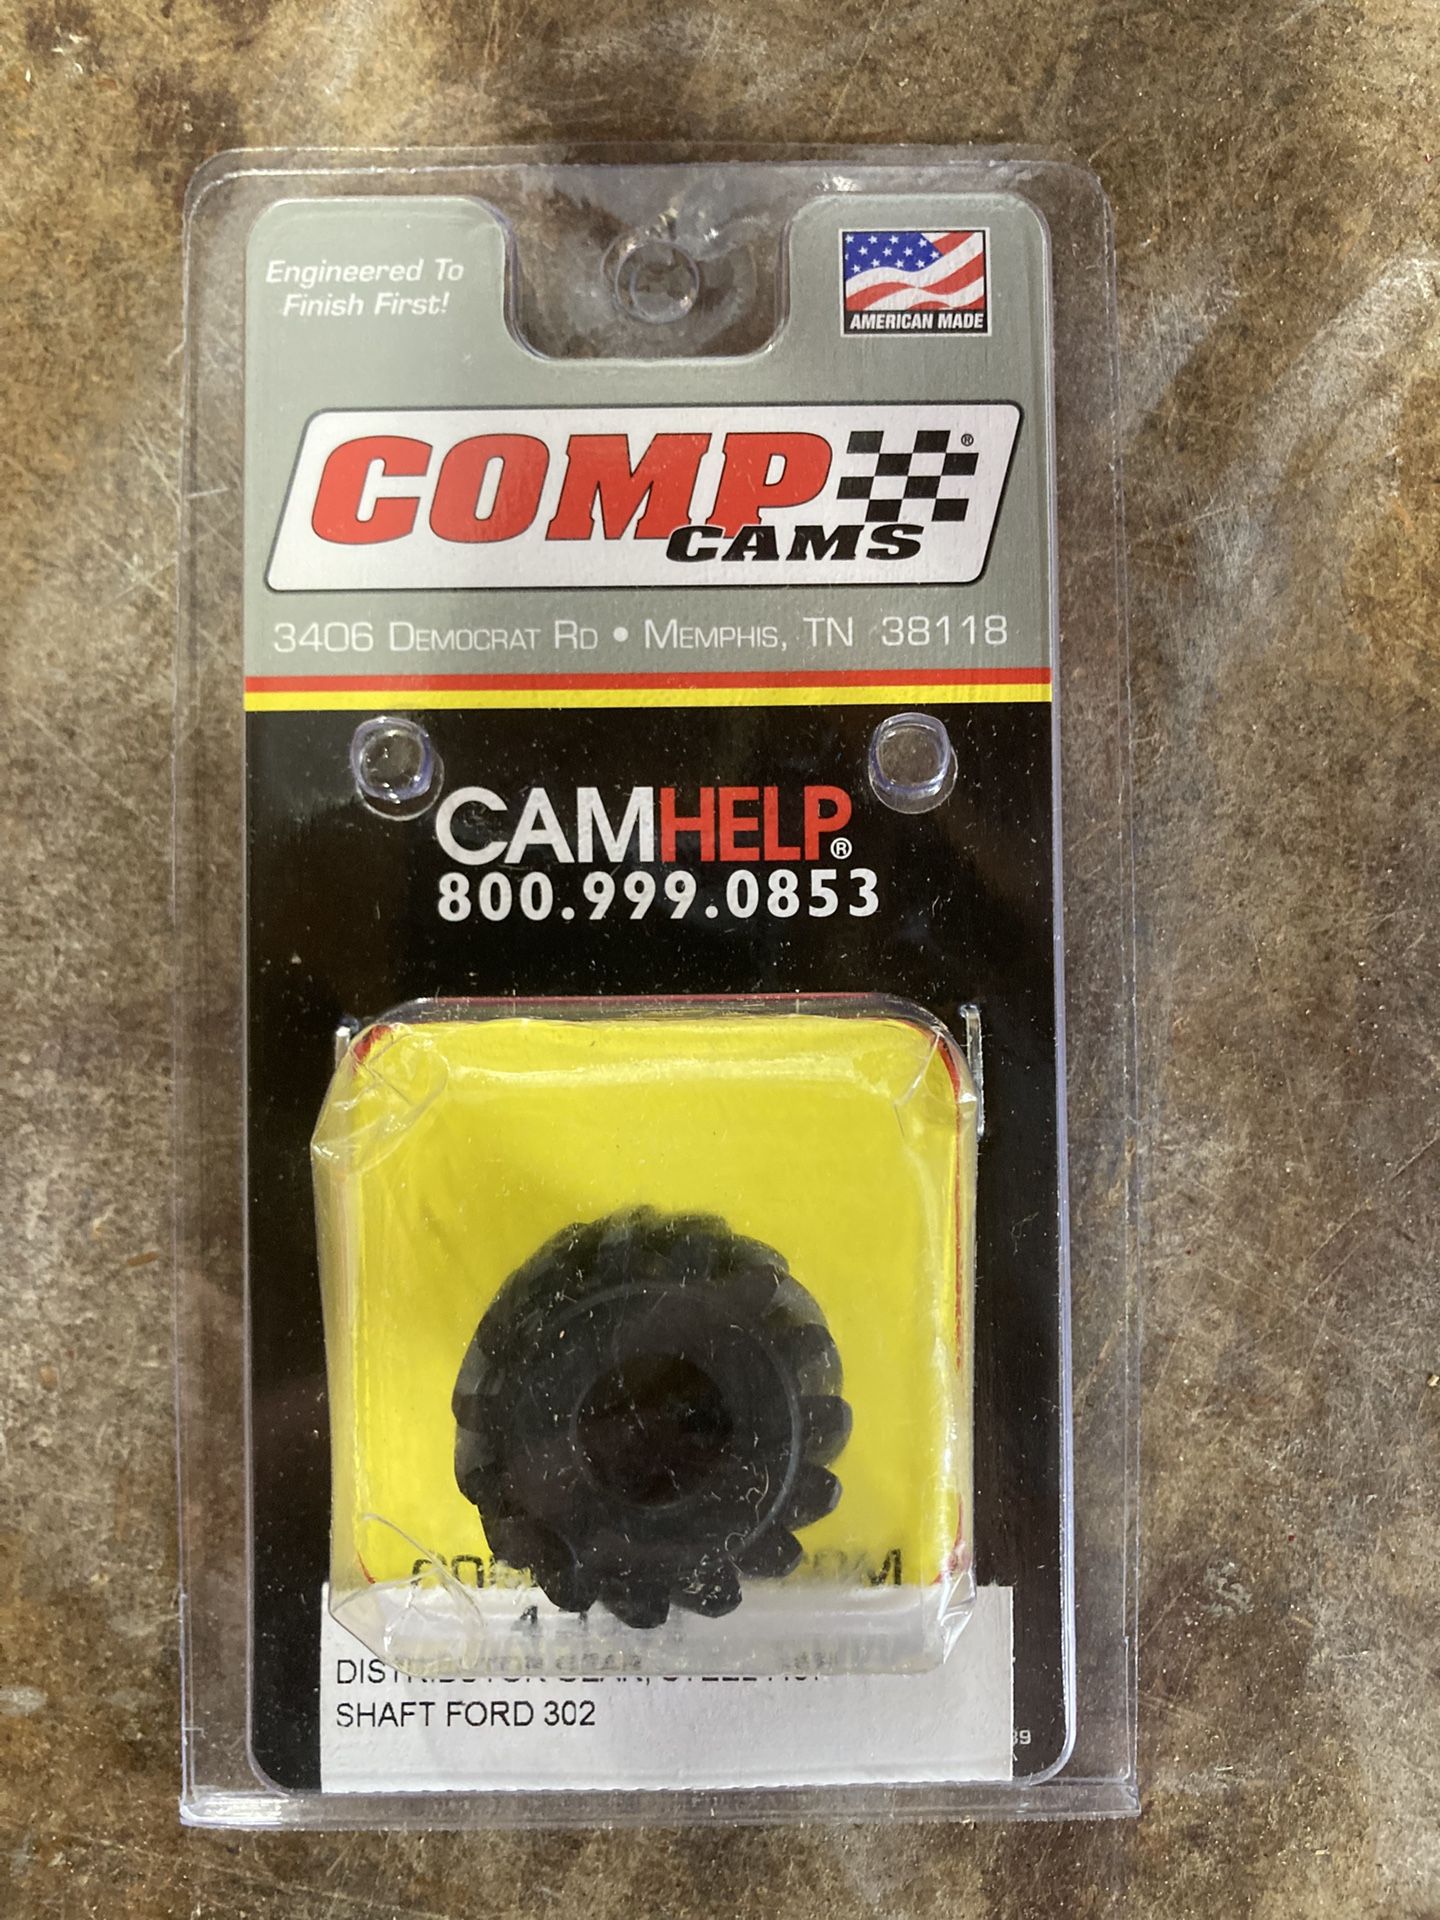 Engineered To
Finish First!
AMERICAN MADE
COMP ®
CAMS
3406 DEMOCRAT RD • MEMPHIS, TN 38118
CAMHELP®
800.999.0853
DISTRIBUTOR GEAR, STEEL
SHAFT FORD 302